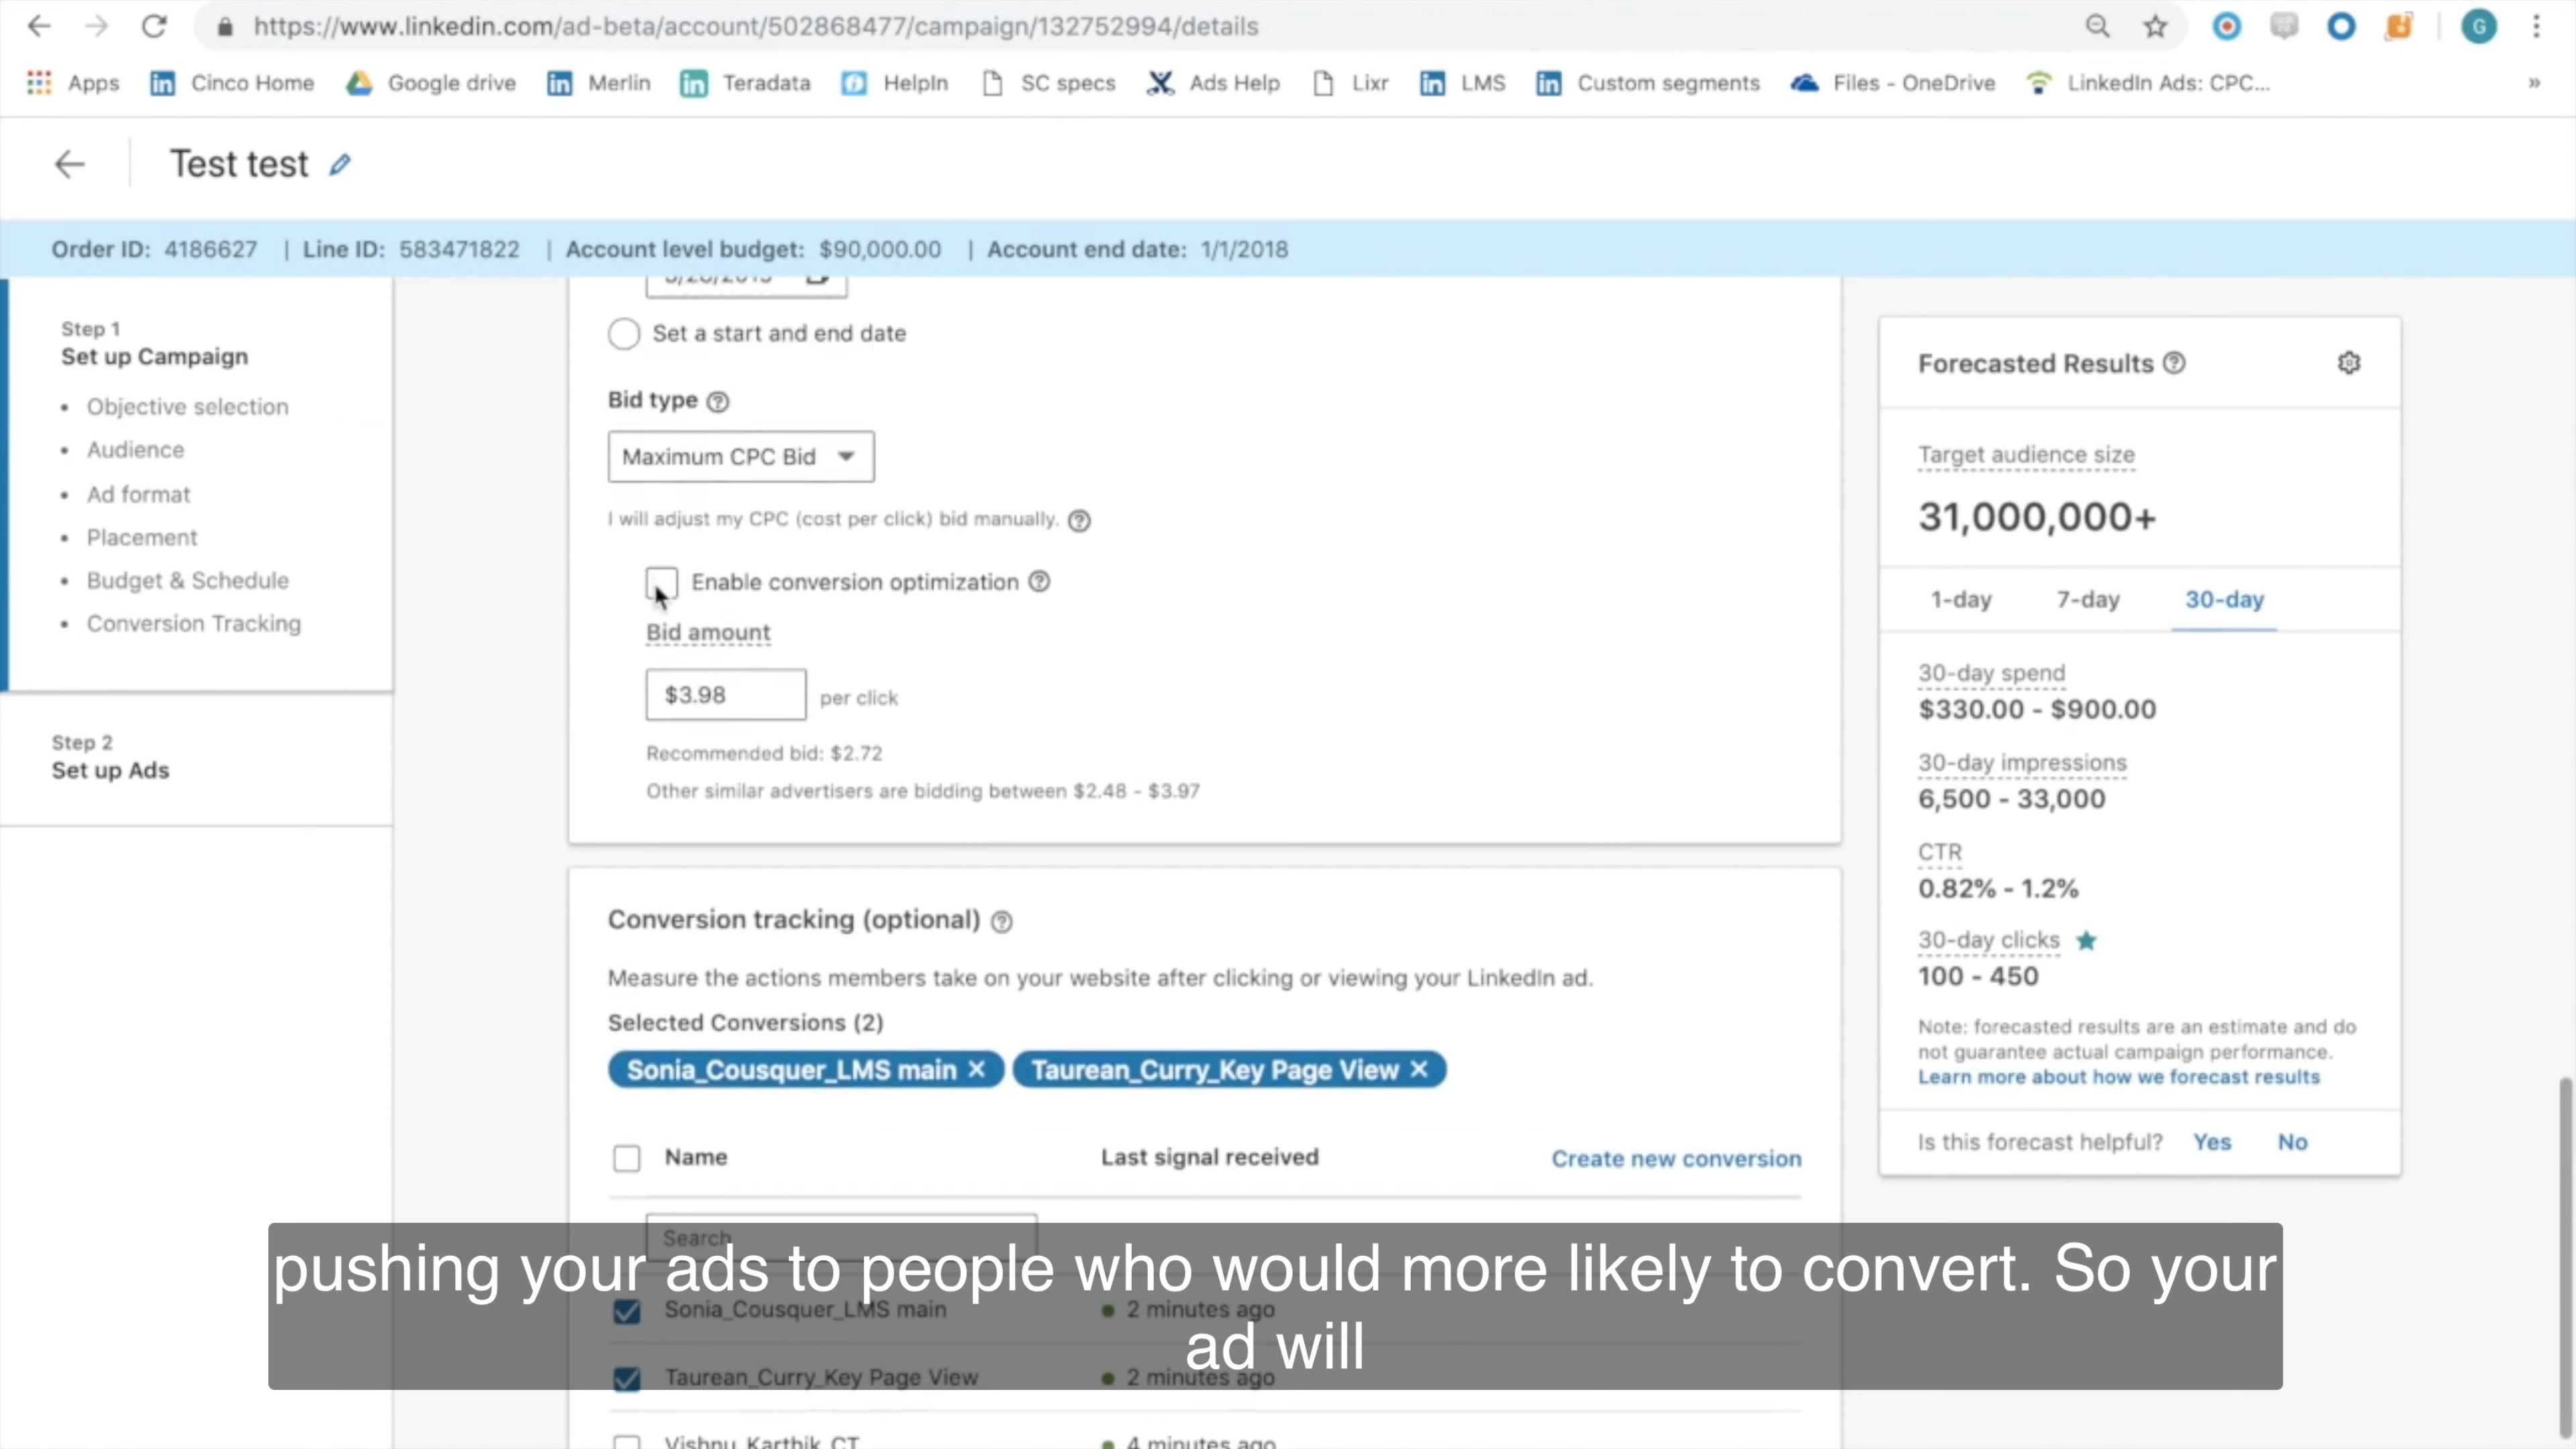 https://www.linkedin.com/ad-beta/account/502868477/campaign/132752994/details
G
Apps
Cinco Home
Google drive
Merlin
Teradata
HelpIn
SC specs
Ads Help
Lixr
LMS
Custom segments
Files - OneDrive
LinkedIn Ads: CPC...
»
Test test
Order ID: 4186627 | Line ID: 583471822 | Account level budget: $90,000.00 | Account end date: 1/1/2018
Step 1
Set up Campaign
• Objective selection
• Audience
• Ad format
• Placement
• Budget & Schedule
• Conversion Tracking
Step 2
Set up Ads
Set a start and end date
Bid type
Maximum CPC Bid
I will adjust my CPC (cost per click) bid manually.
Enable conversion optimization
Bid amount
$3.98 per click
Recommended bid: $2.72
Other similar advertisers are bidding between $2.48 - $3.97
Conversion tracking (optional)
Measure the actions members take on your website after clicking or viewing your LinkedIn ad.
Selected Conversions (2)
Sonia_Cousquer_LMS main ×
Taurean_Curry_Key Page View ×
Name
Last signal received
Create new conversion
Search
Sonia_Cousquer_LMS main
2 minutes ago
Taurean_Curry_Key Page View
2 minutes ago
Vishnu_Karthik_CT
4 minutes ago
Forecasted Results
Target audience size
31,000,000+
1-day
7-day
30-day
30-day spend
$330.00 - $900.00
30-day impressions
6,500 - 33,000
CTR
0.82% - 1.2%
30-day clicks
100 - 450
Note: forecasted results are an estimate and do
not guarantee actual campaign performance.
Learn more about how we forecast results
Is this forecast helpful? Yes No
pushing your ads to people who would more likely to convert. So your
ad will